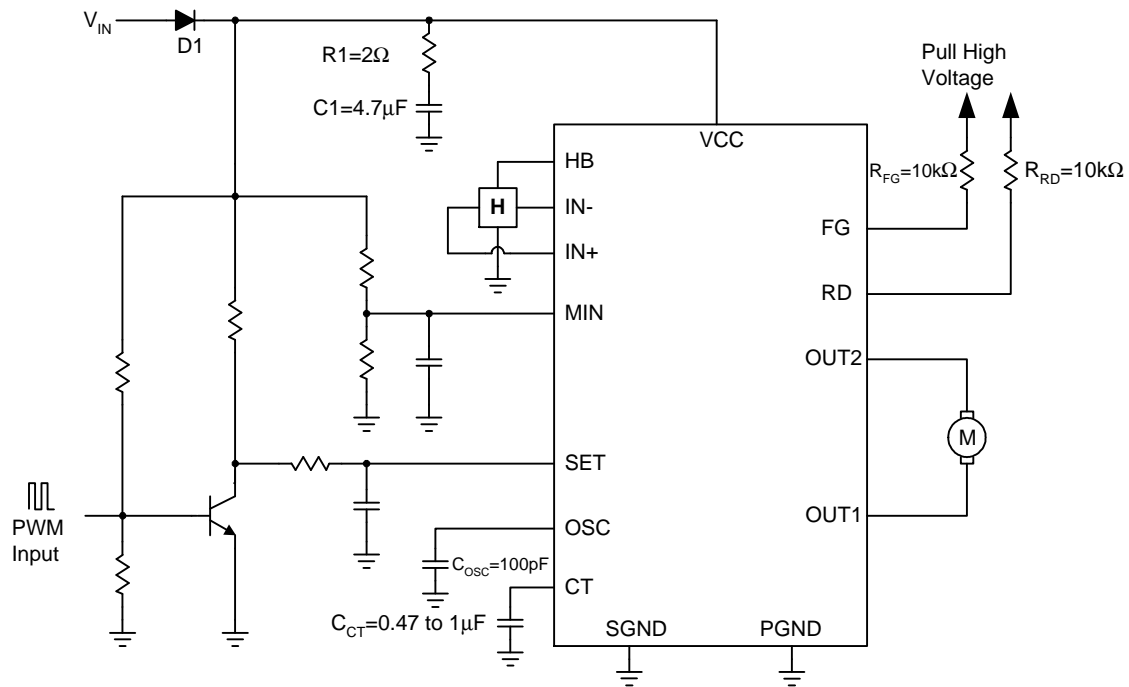 V_IN
D1
R1=2Ω
C1=4.7μF
Pull High
Voltage
R_FG=10kΩ
R_RD=10kΩ
VCC
HB
H
IN-
IN+
FG
MIN
RD
OUT2
M
SET
PWM
Input
OSC
OUT1
C_OSC=100pF
CT
C_CT=0.47 to 1μF
SGND
PGND